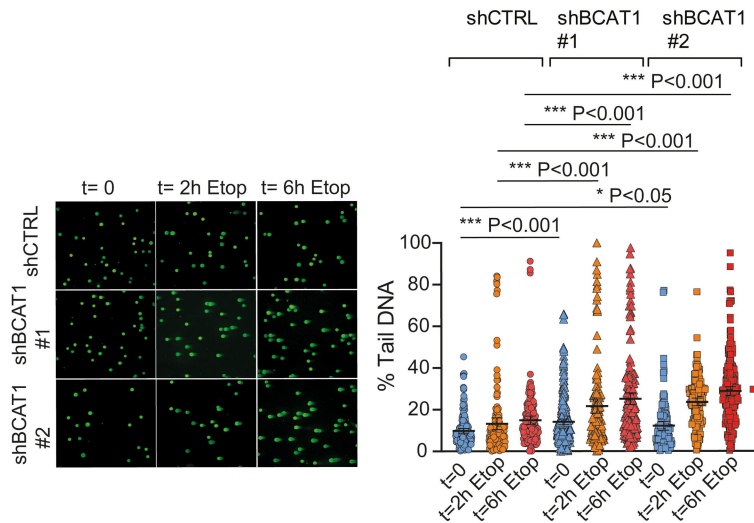 shCTRL shBCAT1 shBCAT1
#1 #2
*** P<0.001
*** P<0.001
*** P<0.001
*** P<0.001
* P<0.05
*** P<0.001
t= 0 t= 2h Etop t= 6h Etop
shCTRL
shBCAT1
#1
shBCAT1
#2
% Tail DNA
100
80
60
40
20
0
t=0
t=2h Etop
t=6h Etop
t=0
t=2h Etop
t=6h Etop
t=0
t=2h Etop
t=6h Etop